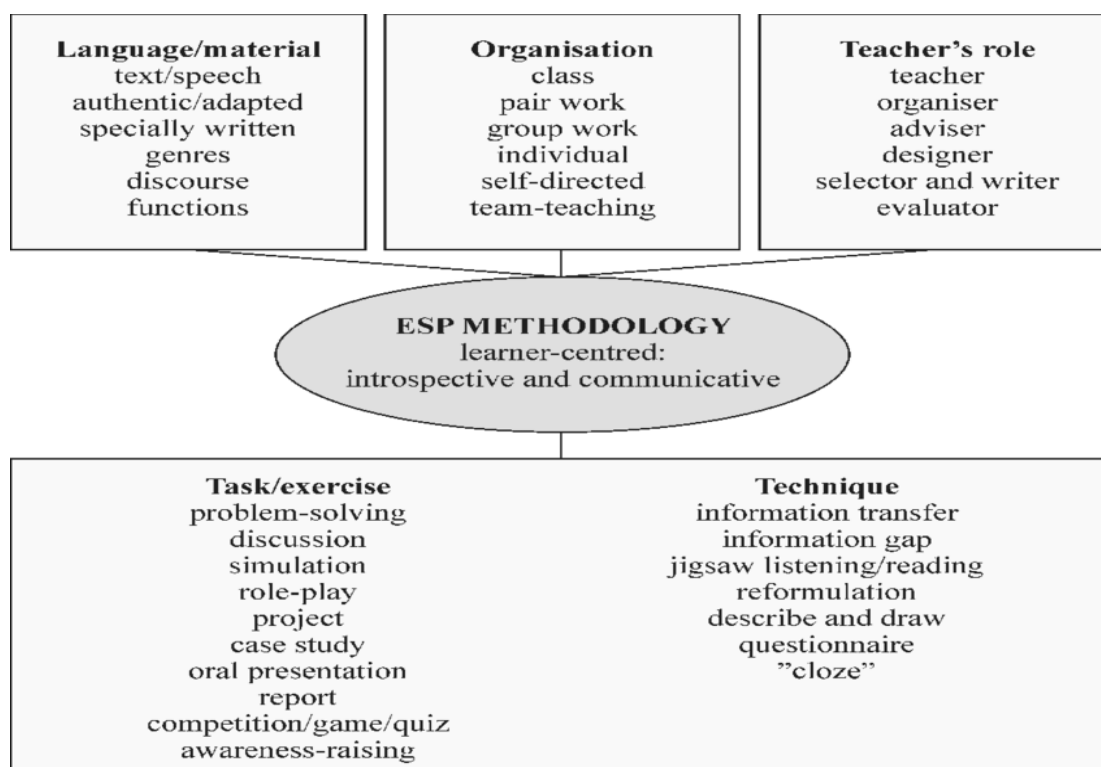 Language/material
text/speech
authentic/adapted
specially written
genres
discourse
functions
Organisation
class
pair work
group work
individual
self-directed
team-teaching
Teacher's role
teacher
organiser
adviser
designer
selector and writer
evaluator
ESP METHODOLOGY
learner-centred:
introspective and communicative
Task/exercise
problem-solving
discussion
simulation
role-play
project
case study
oral presentation
report
competition/game/quiz
awareness-raising
Technique
information transfer
information gap
jigsaw listening/reading
reformulation
describe and draw
questionnaire
”cloze”